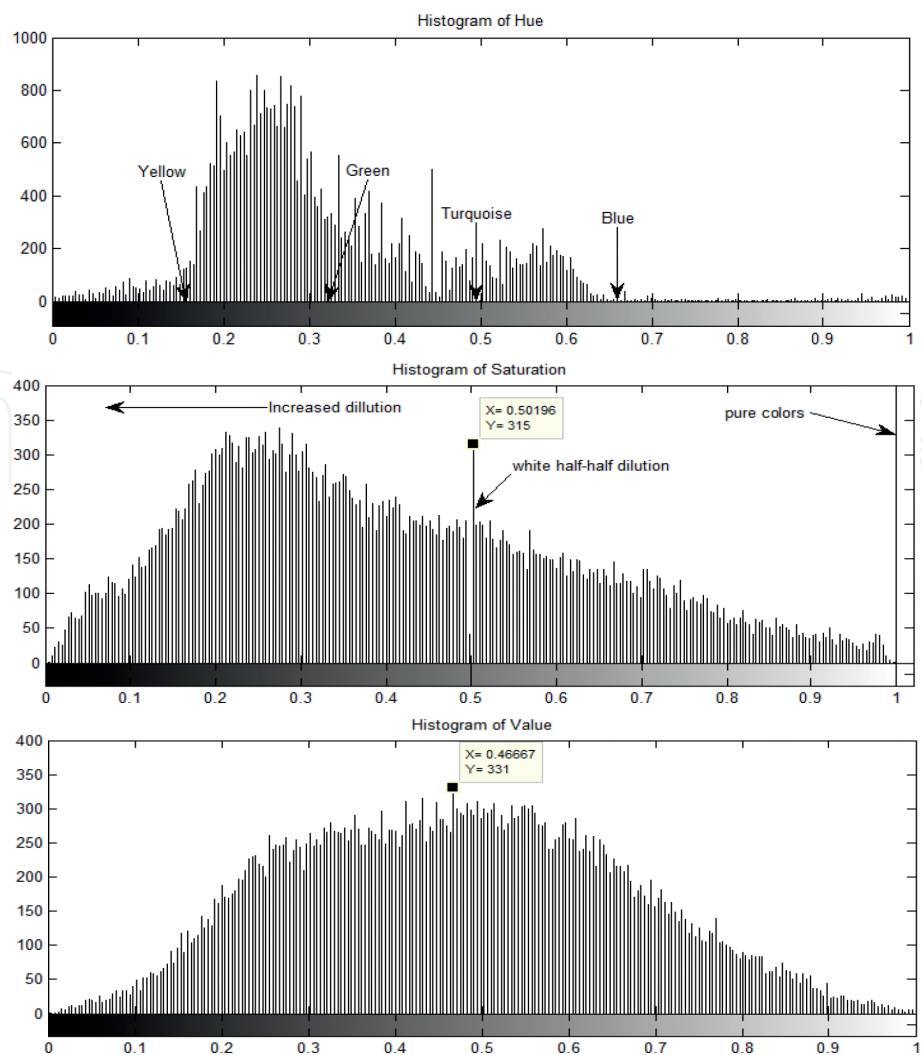 Histogram of Hue
1000
800
600
400
200
0
Yellow
Green
Turquoise
Blue
0 0.1 0.2 0.3 0.4 0.5 0.6 0.7 0.8 0.9 1
Histogram of Saturation
400
350
300
250
200
150
100
50
0
Increased dillution
X= 0.50196
Y= 315
pure colors
white half-half dilution
0 0.1 0.2 0.3 0.4 0.5 0.6 0.7 0.8 0.9 1
Histogram of Value
400
350
300
250
200
150
100
50
0
X= 0.46667
Y= 331
0 0.1 0.2 0.3 0.4 0.5 0.6 0.7 0.8 0.9 1